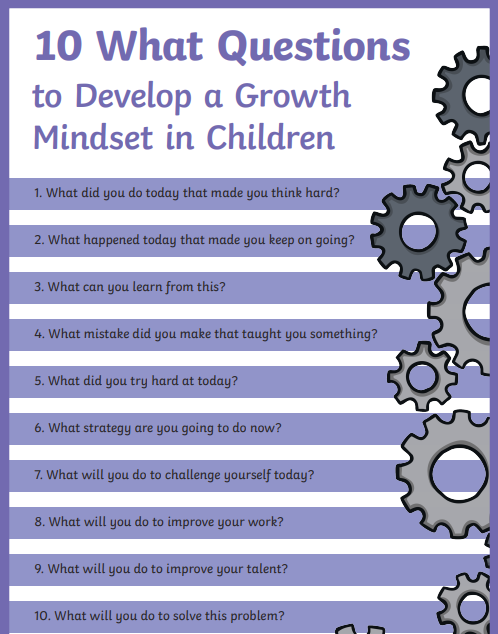 10 What Questions
to Develop a Growth
Mindset in Children
1. What did you do today that made you think hard?
2. What happened today that made you keep on going?
3. What can you learn from this?
4. What mistake did you make that taught you something?
5. What did you try hard at today?
6. What strategy are you going to do now?
7. What will you do to challenge yourself today?
8. What will you do to improve your work?
9. What will you do to improve your talent?
10. What will you do to solve this problem?